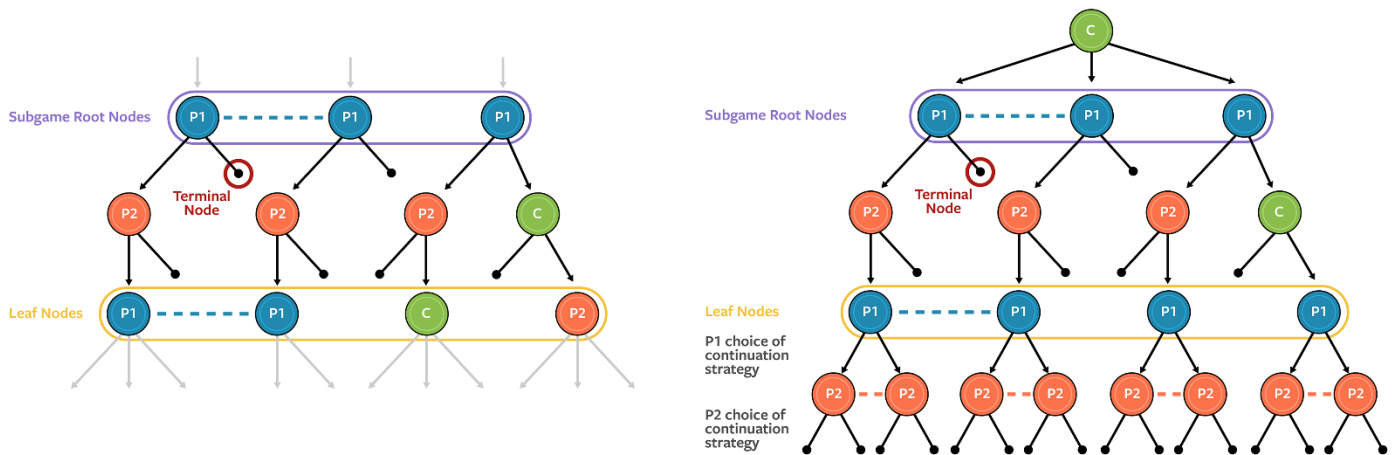 C
Subgame Root Nodes
P1
P1
P1
Subgame Root Nodes
P1
P1
P1
Terminal
Node
Terminal
Node
P2
P2
P2
C
P2
P2
P2
C
Leaf Nodes
P1
P1
C
P2
Leaf Nodes
P1
P1
P1
P1
P1 choice of
continuation
strategy
P2
P2
P2
P2
P2
P2
P2
P2
P2 choice of
continuation
strategy